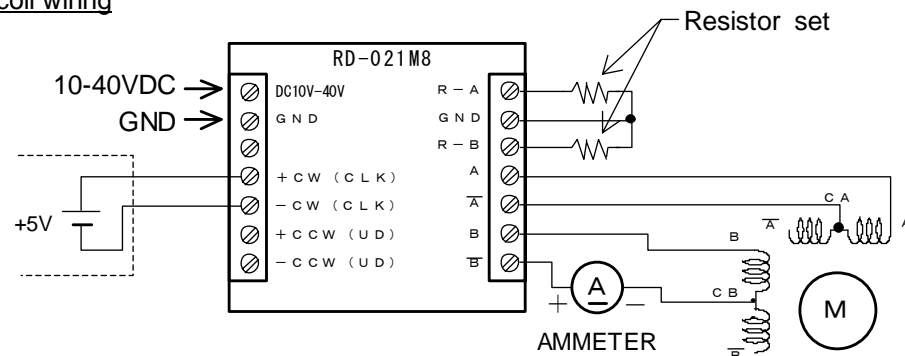 coil wiring
Resistor set
RD-021M8
10-40VDC
DC10V-40V
R-A
GND
GND
GND
R-B
+CW (CLK)
A
-CW (CLK)
A
CA
+5V
+CCW (UD)
B
B
A
A
-CCW (UD)
B
A
CB
M
+
-
AMMETER
B